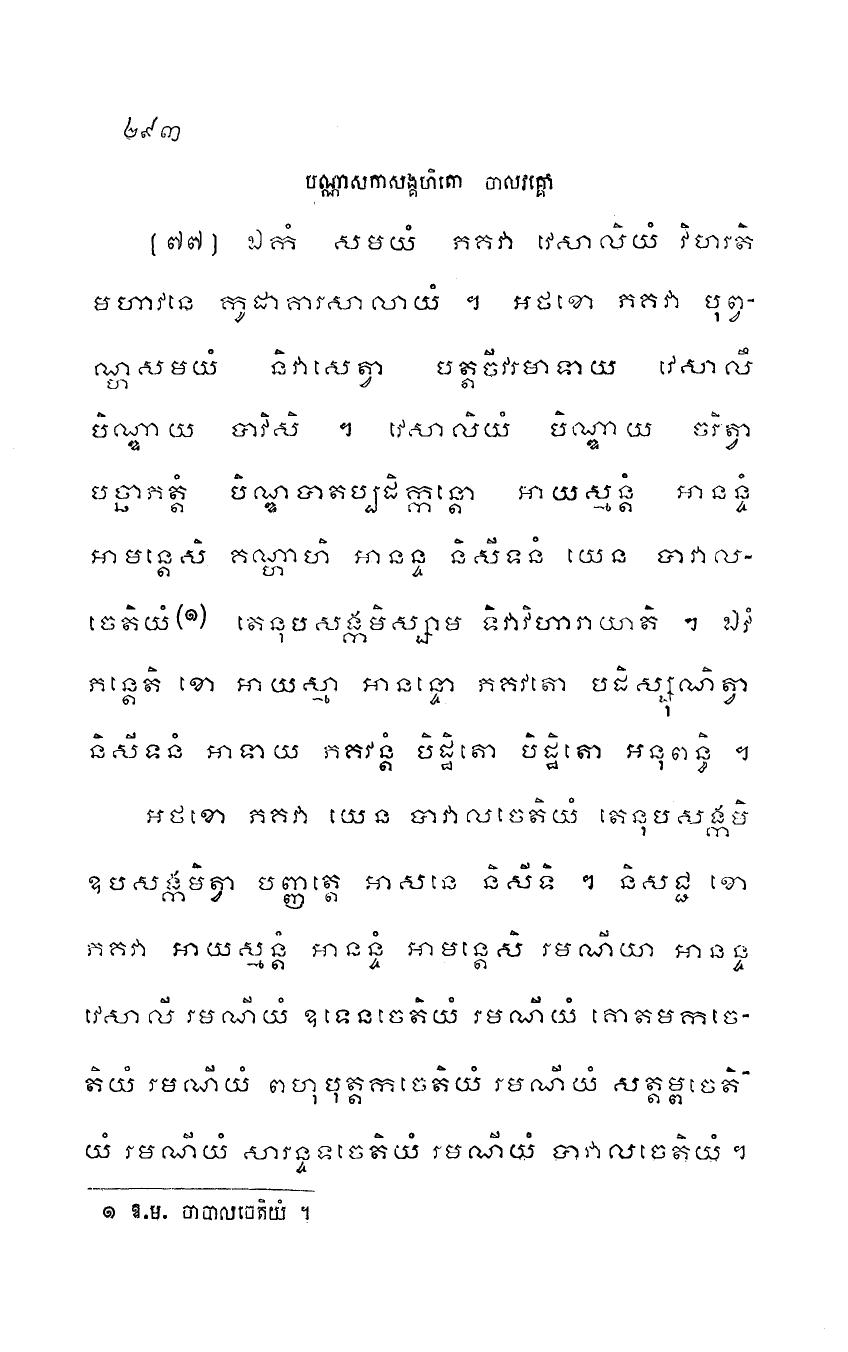 ២៩៣
បណ្ណាសកាសង្គហិតោ ចាលវគ្គោ
(៧៧) ឯកំ សមយំ ភគវា វេសាលិយំ វិហរតិ
មហាវនេ កូដាគារសាលាយំ ។ អថខោ ភគវា បុព្វ-
ណ្ហសមយំ និវាសេត្វា បត្តចីវរមាទាយ វេសាលឹ
បិណ្ឌាយ បាវិសិ ។ វេសាលិយំ បិណ្ឌាយ ចរិត្វា
បច្ឆាភត្តំ បិណ្ឌបាតប្បដិក្កន្តោ អាយស្មន្តំ អានន្ទំ
អាមន្តេសិ គណ្ហាហិ អានន្ទ និសីទនំ យេន បាវាល-
ចេតិយំ(១) តេនុបសង្កមិស្សាម ទិវាវិហារាយាតិ ។ ឯវំ
ភន្តេតិ ខោ អាយស្មា អានន្ទោ ភគវតោ បដិស្សុណិត្វា
និសីទនំ អាទាយ ភគវន្តំ បិដ្ឋិតោ បិដ្ឋិតោ អនុពន្ធិ ។
អថខោ ភគវា យេន បាវាលចេតិយំ តេនុបសង្កមិ
ឧបសង្កមិត្វា បញ្ញត្តេ អាសនេ និសីទិ ។ និសជ្ជ ខោ
ភគវា អាយស្មន្តំ អានន្ទំ អាមន្តេសិ រមណីយា អានន្ទ
វេសាលី រមណីយំ ឧទេនចេតិយំ រមណីយំ គោតមកចេ-
តិយំ រមណីយំ ពហុបុត្តកចេតិយំ រមណីយំ សត្តម្ពចេតិ-
យំ រមណីយំ សារន្ទទចេតិយំ រមណីយំ បាវាលចេតិយំ ។
១ ឱ.ម. ចាបាលចេតិយំ ។